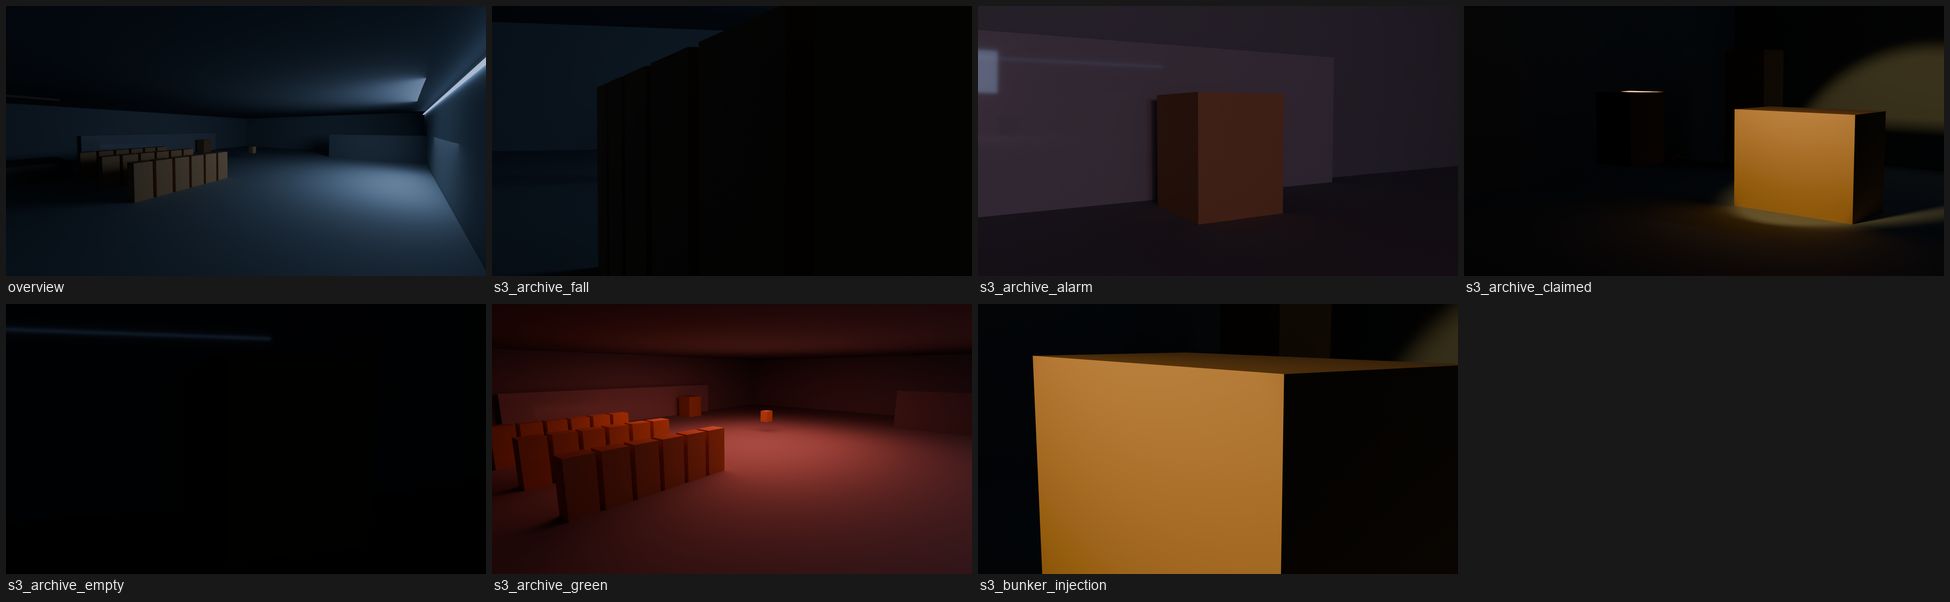 overview
s3_archive_fall
s3_archive_alarm
s3_archive_claimed
s3_archive_empty
s3_archive_green
s3_bunker_injection